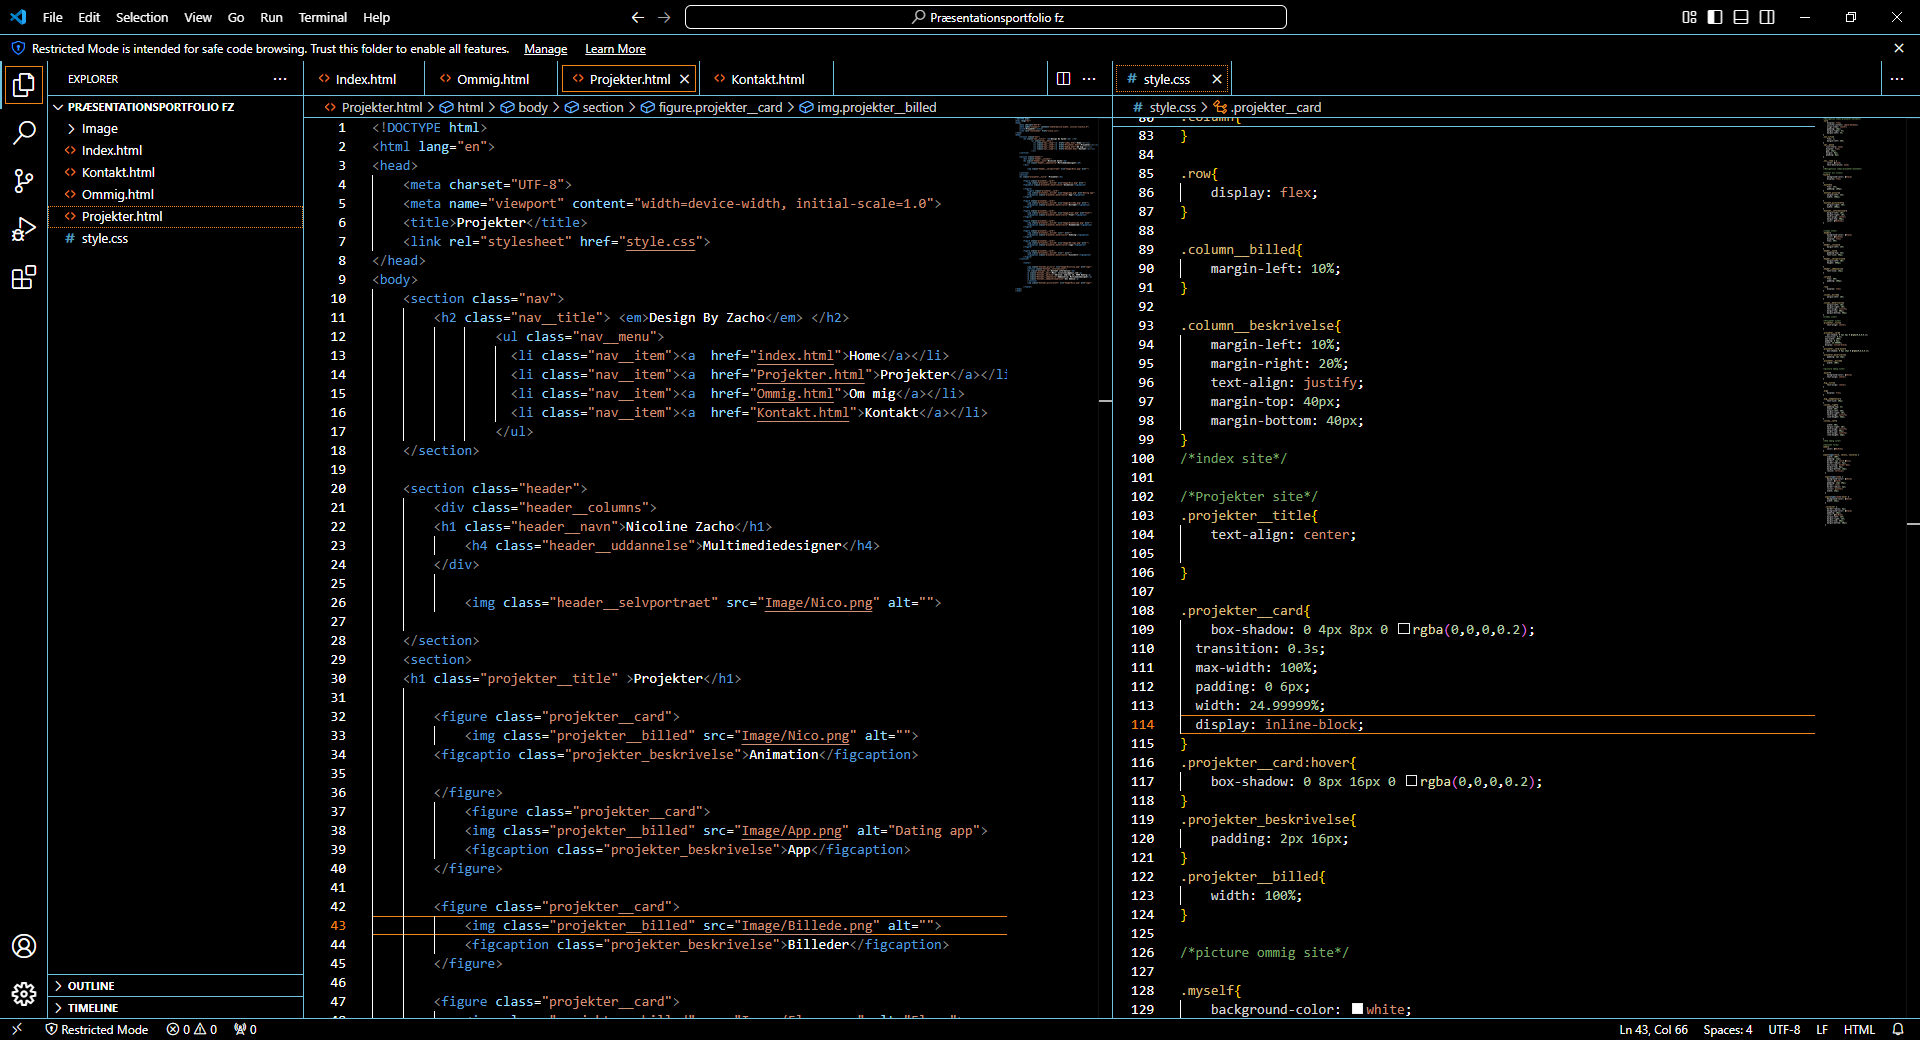 File Edit Selection View Go Run Terminal Help
Præsentationsportfolio fz
Restricted Mode is intended for safe code browsing. Trust this folder to enable all features. Manage Learn More
EXPLORER
PRÆSENTATIONSPORTFOLIO FZ
Image
Index.html
Kontakt.html
Ommig.html
Projekter.html
style.css
OUTLINE
TIMELINE
Index.html Ommig.html Projekter.html Kontakt.html
Projekter.html > html > body > section > figure.projekter__card > img.projekter__billed
1 <!DOCTYPE html>
2 <html lang="en">
3 <head>
4 <meta charset="UTF-8">
5 <meta name="viewport" content="width=device-width, initial-scale=1.0">
6 <title>Projekter</title>
7 <link rel="stylesheet" href="style.css">
8 </head>
9 <body>
10 <section class="nav">
11 <h2 class="nav__title"> <em>Design By Zacho</em> </h2>
12 <ul class="nav__menu">
13 <li class="nav__item"><a  href="index.html">Home</a></li>
14 <li class="nav__item"><a  href="Projekter.html">Projekter</a></li
15 <li class="nav__item"><a  href="Ommig.html">Om mig</a></li>
16 <li class="nav__item"><a  href="Kontakt.html">Kontakt</a></li>
17 </ul>
18 </section>
19
20 <section class="header">
21 <div class="header__columns">
22 <h1 class="header__navn">Nicoline Zacho</h1>
23 <h4 class="header__uddannelse">Multimediedesigner</h4>
24 </div>
25
26 <img class="header__selvportraet" src="Image/Nico.png" alt="">
27
28 </section>
29 <section>
30 <h1 class="projekter__title" >Projekter</h1>
31
32 <figure class="projekter__card">
33 <img class="projekter__billed" src="Image/Nico.png" alt="">
34 <figcaptio class="projekter_beskrivelse">Animation</figcaption>
35
36 </figure>
37 <figure class="projekter__card">
38 <img class="projekter__billed" src="Image/App.png" alt="Dating app">
39 <figcaption class="projekter_beskrivelse">App</figcaption>
40 </figure>
41
42 <figure class="projekter__card">
43 <img class="projekter__billed" src="Image/Billede.png" alt="">
44 <figcaption class="projekter_beskrivelse">Billeder</figcaption>
45 </figure>
46
47 <figure class="projekter__card">
style.css
style.css > .projekter__card
80 .column{
83 }
84
85 .row{
86 display: flex;
87 }
88
89 .column__billed{
90 margin-left: 10%;
91 }
92
93 .column__beskrivelse{
94 margin-left: 10%;
95 margin-right: 20%;
96 text-align: justify;
97 margin-top: 40px;
98 margin-bottom: 40px;
99 }
100 /*index site*/
101
102 /*Projekter site*/
103 .projekter__title{
104 text-align: center;
105
106 }
107
108 .projekter__card{
109 box-shadow: 0 4px 8px 0 rgba(0,0,0,0.2);
110 transition: 0.3s;
111 max-width: 100%;
112 padding: 0 6px;
113 width: 24.99999%;
114 display: inline-block;
115 }
116 .projekter__card:hover{
117 box-shadow: 0 8px 16px 0 rgba(0,0,0,0.2);
118 }
119 .projekter_beskrivelse{
120 padding: 2px 16px;
121 }
122 .projekter__billed{
123 width: 100%;
124 }
125
126 /*picture ommig site*/
127
128 .myself{
129 background-color: white;
Restricted Mode 0 0 0
Ln 43, Col 66 Spaces: 4 UTF-8 LF HTML